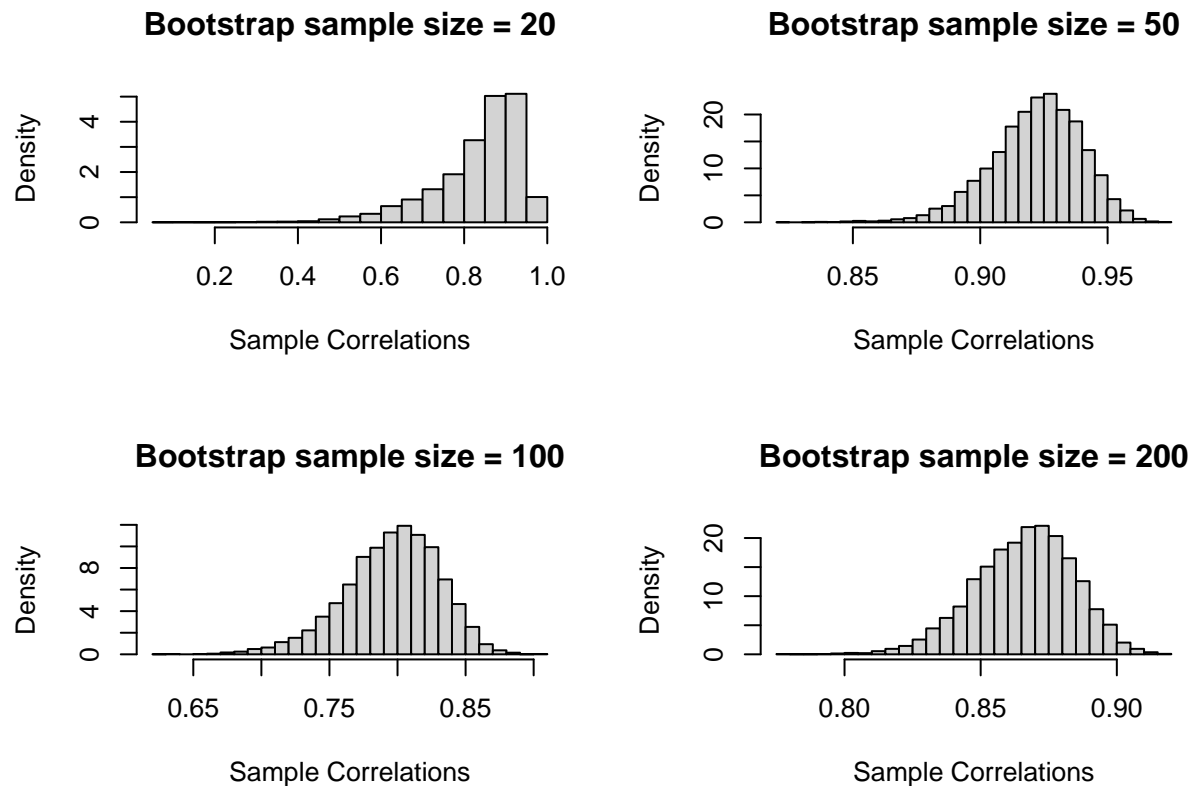 Bootstrap sample size = 20
Density
0 2 4
0.2 0.4 0.6 0.8 1.0
Sample Correlations
Bootstrap sample size = 50
Density
0 10 20
0.85 0.90 0.95
Sample Correlations
Bootstrap sample size = 100
Density
0 4 8
0.65 0.75 0.85
Sample Correlations
Bootstrap sample size = 200
Density
0 10 20
0.80 0.85 0.90
Sample Correlations